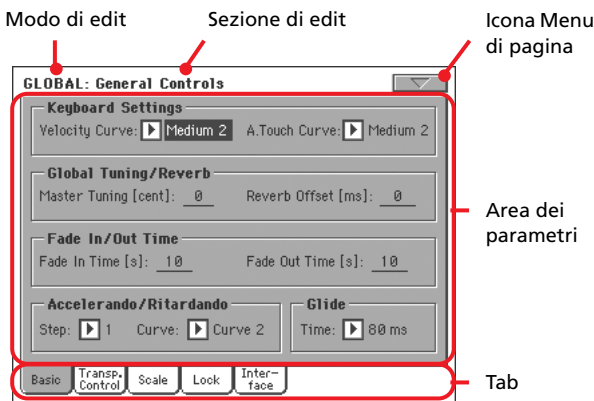 Modo di edit
Sezione di edit
Icona Menu
di pagina
GLOBAL: General Controls
Keyboard Settings
Velocity Curve: Medium 2 A.Touch Curve: Medium 2
Global Tuning/Reverb
Master Tuning [cent]: 0 Reverb Offset [ms]: 0
Fade In/Out Time
Fade In Time [s]: 10 Fade Out Time [s]: 10
Accelerando/Ritardando
Step: 1 Curve: Curve 2
Glide
Time: 80 ms
Area dei
parametri
Basic
Transp.
Control
Scale
Lock
Inter-
face
Tab